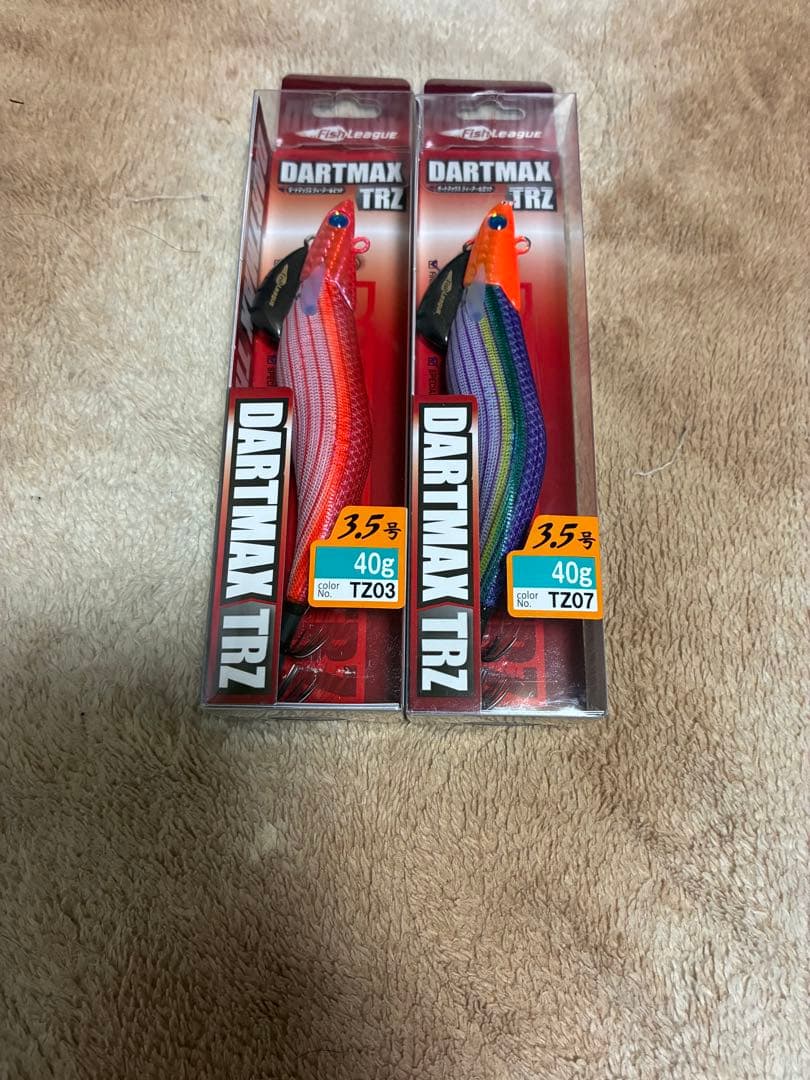 Fish League
DARTMAX
TRZ
DARTMAX TRZ
3.5号
40g
color No. TZ03
Fish League
DARTMAX
TRZ
DARTMAX TRZ
3.5号
40g
color No. TZ07